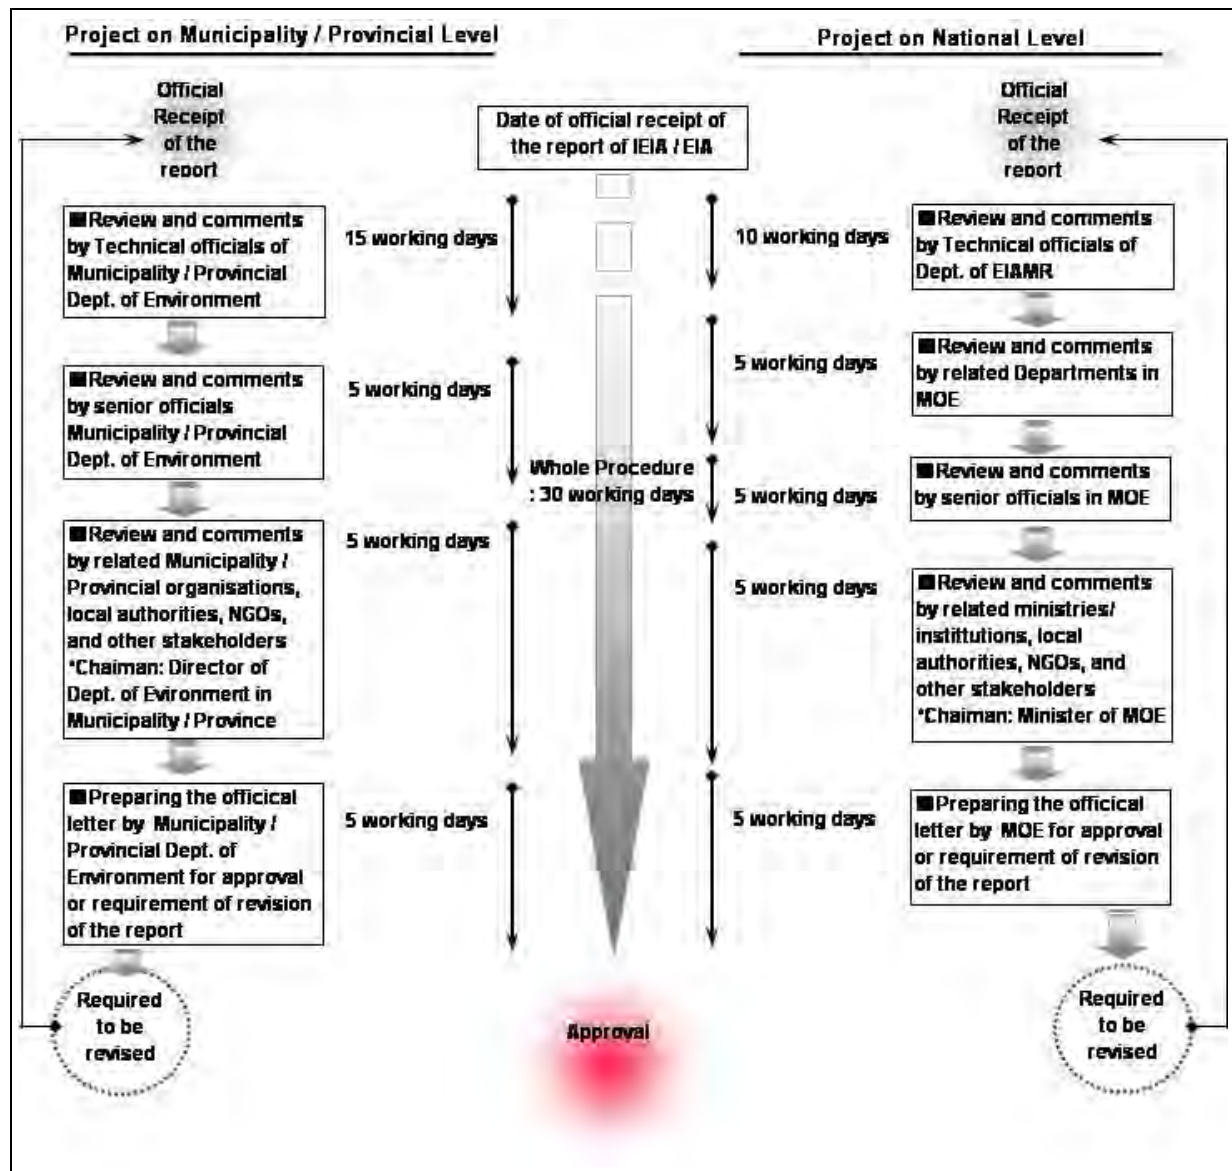 Project on Municipality / Provincial Level
Official
Receipt
of the
report
■Review and comments
by Technical officials of
Municipality / Provincial
Dept. of Environment
■Review and comments
by senior officials
Municipality / Provincial
Dept. of Environment
■Review and comments
by related Municipality /
Provincial organisations,
local authorities, NGOs,
and other stakeholders
*Chaiman: Director of
Dept. of Evironment in
Municipality / Province
■Preparing the officical
letter by Municipality /
Provincial Dept. of
Environment for approval
or requirement of revision
of the report
Required
to be
revised
15 working days
5 working days
5 working days
5 working days
Date of official receipt of
the report of IEIA / EIA
Whole Procedure
: 30 working days
Approval
Project on National Level
10 working days
5 working days
5 working days
5 working days
5 working days
Official
Receipt
of the
report
■Review and comments
by Technical officials of
Dept. of EIAMR
■Review and comments
by related Departments in
MOE
■Review and comments
by senior officials in MOE
■Review and comments
by related ministries/
instittutions, local
authorities, NGOs, and
other stakeholders
*Chairman: Minister of MOE
■Preparing the officical
letter by MOE for approval
or requirement of revision
of the report
Required
to be
revised